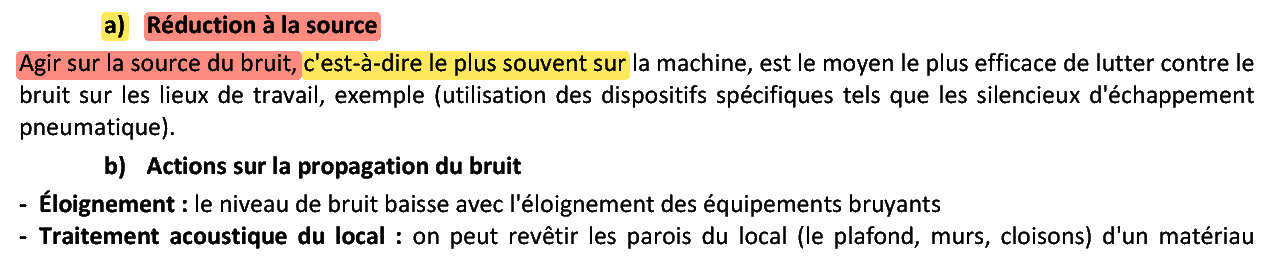 a) Réduction à la source
Agir sur la source du bruit, c'est-à-dire le plus souvent sur la machine, est le moyen le plus efficace de lutter contre le
bruit sur les lieux de travail, exemple (utilisation des dispositifs spécifiques tels que les silencieux d'échappement
pneumatique).
b) Actions sur la propagation du bruit
- Éloignement : le niveau de bruit baisse avec l'éloignement des équipements bruyants
- Traitement acoustique du local : on peut revêtir les parois du local (le plafond, murs, cloisons) d'un matériau